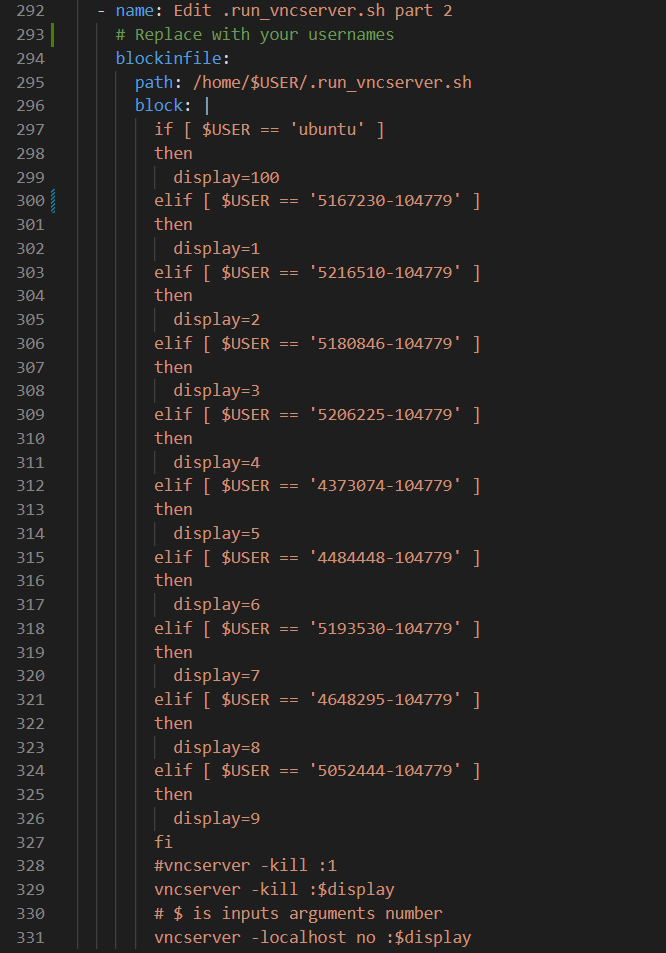 292 - name: Edit .run_vncserver.sh part 2
293 # Replace with your usernames
294 blockinfile:
295 path: /home/$USER/.run_vncserver.sh
296 block: |
297 if [ $USER == 'ubuntu' ]
298 then
299 display=100
300 elif [ $USER == '5167230-104779' ]
301 then
302 display=1
303 elif [ $USER == '5216510-104779' ]
304 then
305 display=2
306 elif [ $USER == '5180846-104779' ]
307 then
308 display=3
309 elif [ $USER == '5206225-104779' ]
310 then
311 display=4
312 elif [ $USER == '4373074-104779' ]
313 then
314 display=5
315 elif [ $USER == '4484448-104779' ]
316 then
317 display=6
318 elif [ $USER == '5193530-104779' ]
319 then
320 display=7
321 elif [ $USER == '4648295-104779' ]
322 then
323 display=8
324 elif [ $USER == '5052444-104779' ]
325 then
326 display=9
327 fi
328 #vncserver -kill :1
329 vncserver -kill :$display
330 # $ is inputs arguments number
331 vncserver -localhost no :$display